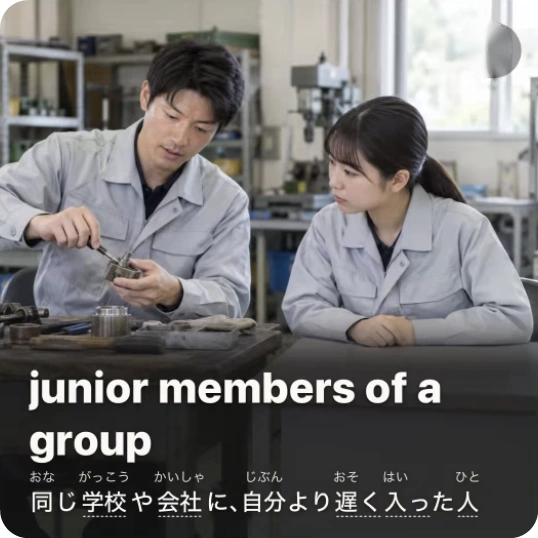 junior members of a
group
おな がっこう かいしゃ じぶん おそ はい ひと
同じ学校や会社に、自分より遅く入った人